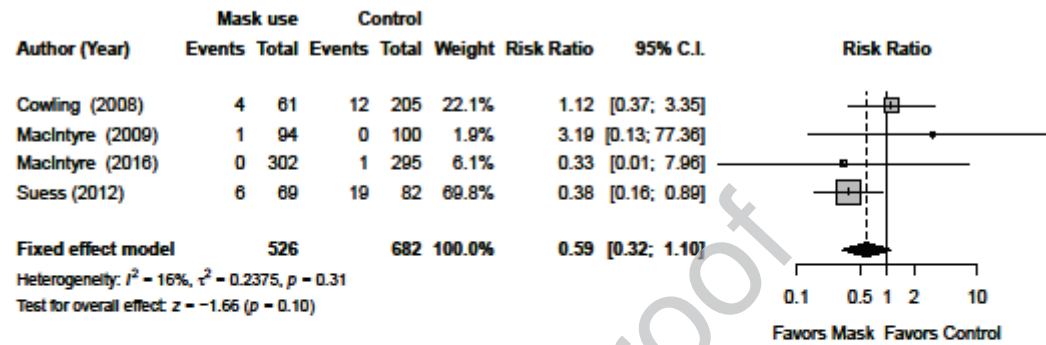 Mask use Control
Author (Year) Events Total Events Total Weight Risk Ratio 95% C.I. Risk Ratio
Cowling (2008) 4 61 12 205 22.1% 1.12 [0.37; 3.35]
MacIntyre (2009) 1 94 0 100 1.9% 3.19 [0.13; 77.36]
MacIntyre (2016) 0 302 1 295 6.1% 0.33 [0.01; 7.96]
Suess (2012) 6 69 19 82 69.8% 0.38 [0.16; 0.89]
Fixed effect model 526 682 100.0% 0.59 [0.32; 1.10]
Heterogeneity: I² = 16%, τ² = 0.2375, p = 0.31
Test for overall effect: z = −1.66 (p = 0.10)
0.1 0.5 1 2 10
Favors Mask Favors Control
roof